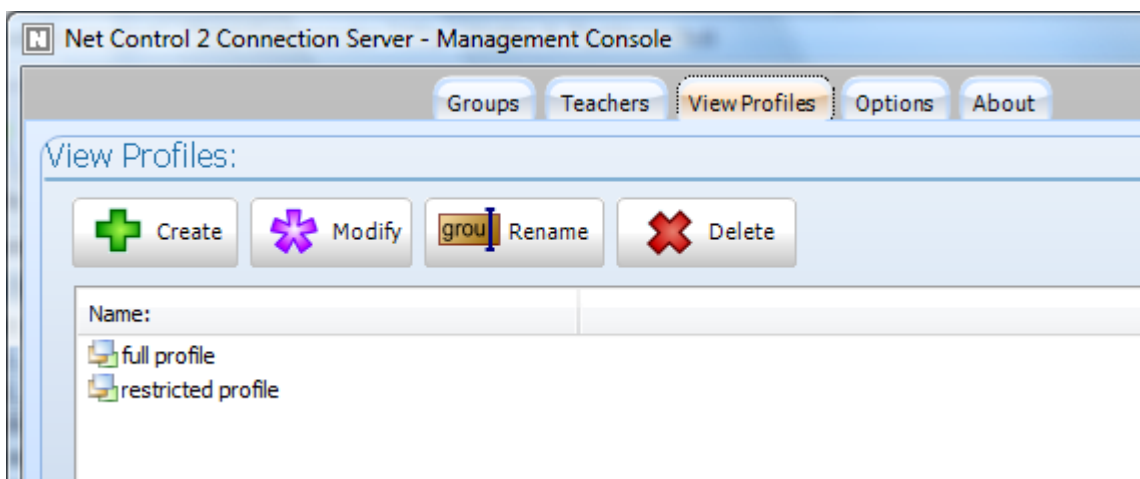 Net Control 2 Connection Server - Management Console
Groups Teachers View Profiles Options About
View Profiles:
Create Modify grou Rename Delete
Name:
full profile
restricted profile